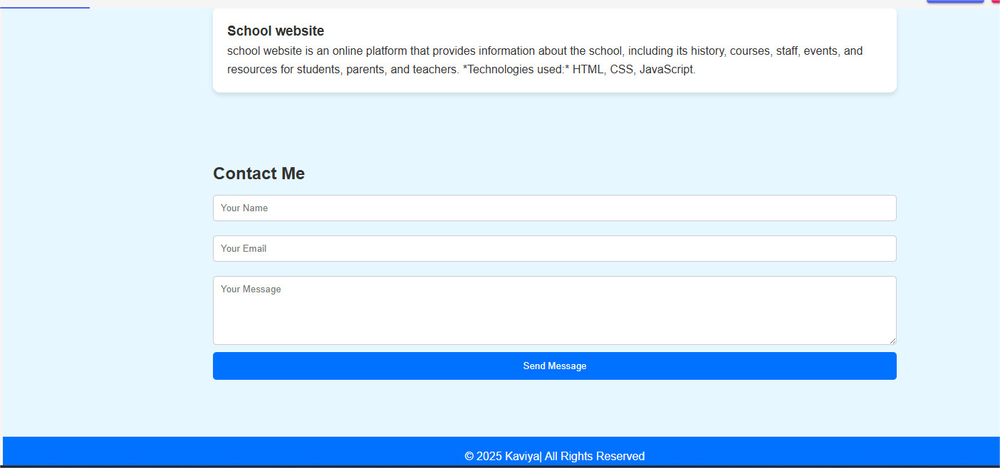 School website
school website is an online platform that provides information about the school, including its history, courses, staff, events, and
resources for students, parents, and teachers. *Technologies used:* HTML, CSS, JavaScript.
Contact Me
Your Name
Your Email
Your Message
Send Message
© 2025 Kaviya| All Rights Reserved